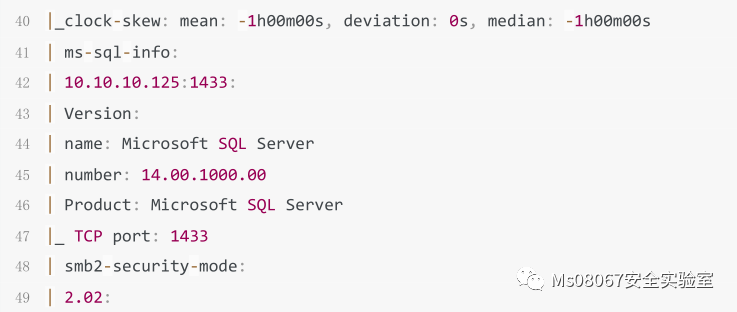 40 |_clock-skew: mean: -1h00m00s, deviation: 0s, median: -1h00m00s
41 | ms-sql-info:
42 | 10.10.10.125:1433:
43 | Version:
44 | name: Microsoft SQL Server
45 | number: 14.00.1000.00
46 | Product: Microsoft SQL Server
47 |_ TCP port: 1433
48 | smb2-security-mode:
49 | 2.02:
Ms08067安全实验室